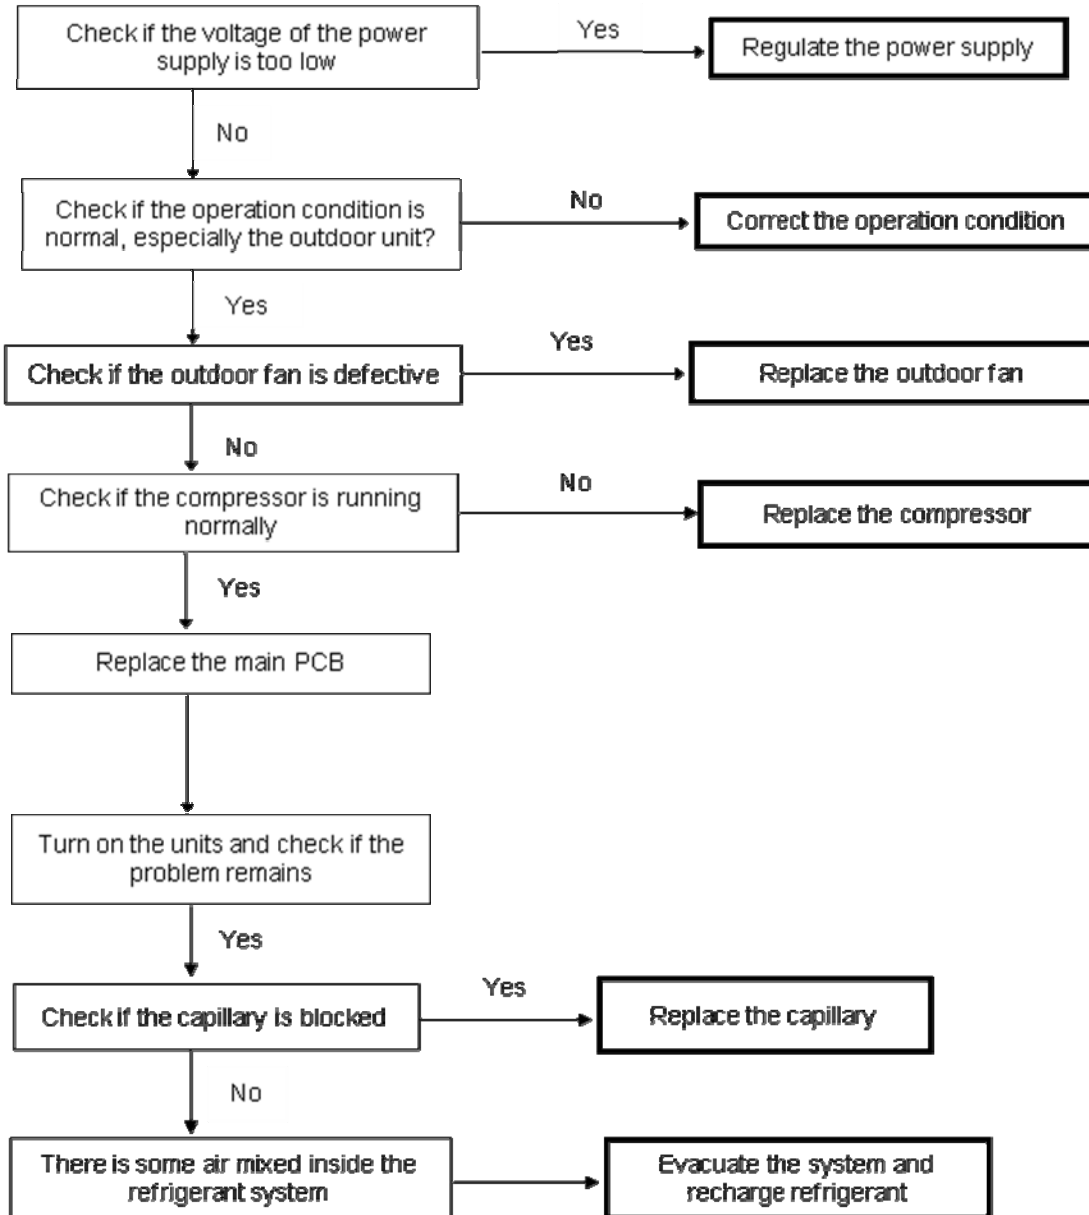 Check if the voltage of the power
supply is too low
Yes
Regulate the power supply
No
Check if the operation condition is
normal, especially the outdoor unit?
No
Correct the operation condition
Yes
Check if the outdoor fan is defective
Yes
Replace the outdoor fan
No
Check if the compressor is running
normally
No
Replace the compressor
Yes
Replace the main PCB
Turn on the units and check if the
problem remains
Yes
Check if the capillary is blocked
Yes
Replace the capillary
No
There is some air mixed inside the
refrigerant system
Evacuate the system and
recharge refrigerant